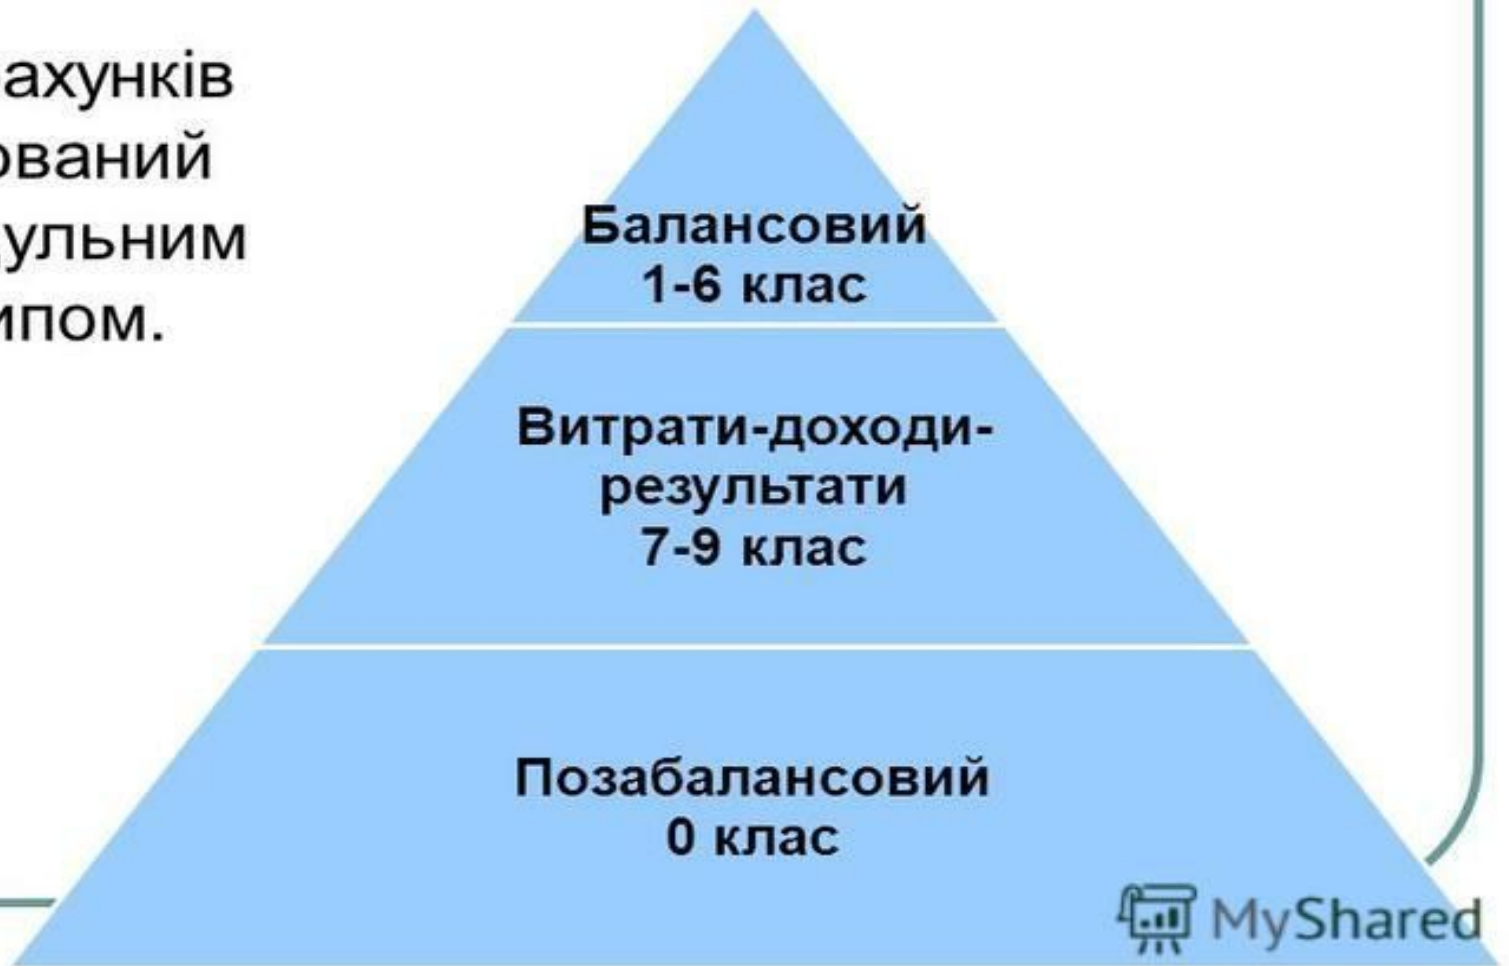 ахунків
ований
ульним
ипом.
Балансовий
1-6 клас
Витрати-доходи-
результати
7-9 клас
Позабалансовий
0 клас
MyShared